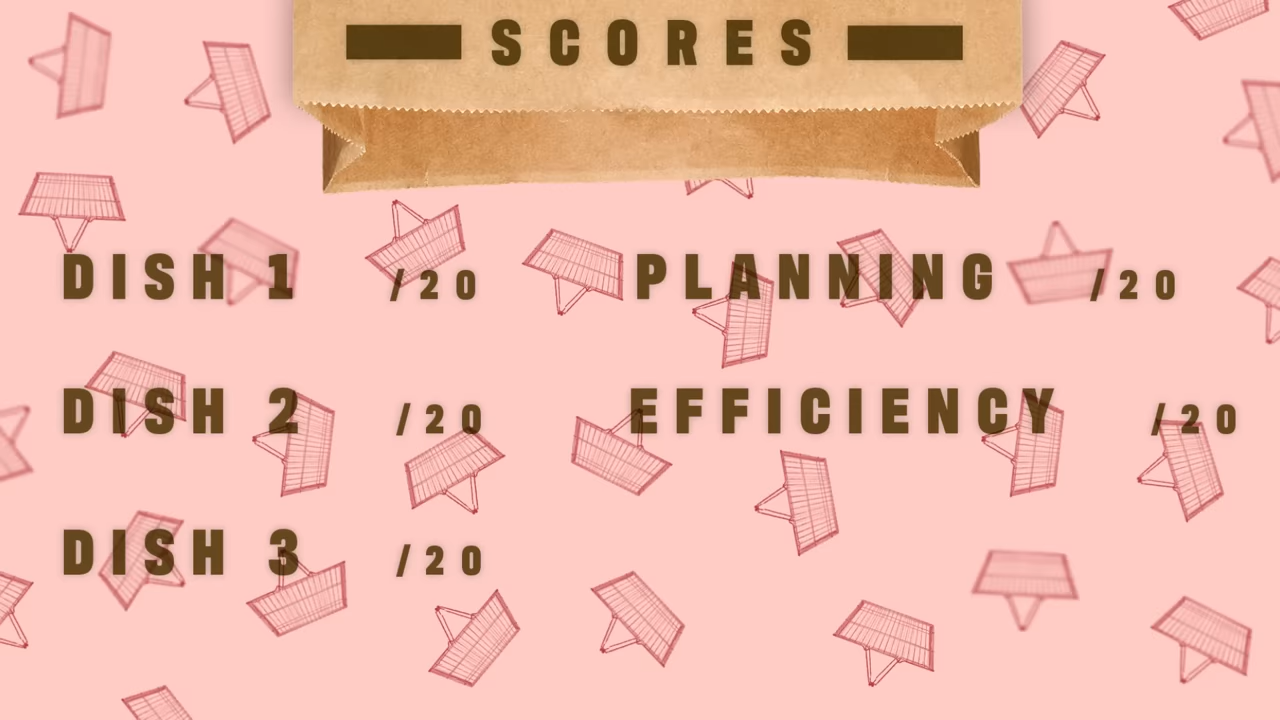 SCORES
DISH 1 /20
PLANNING /20
DISH 2 /20
EFFICIENCY /20
DISH 3 /20